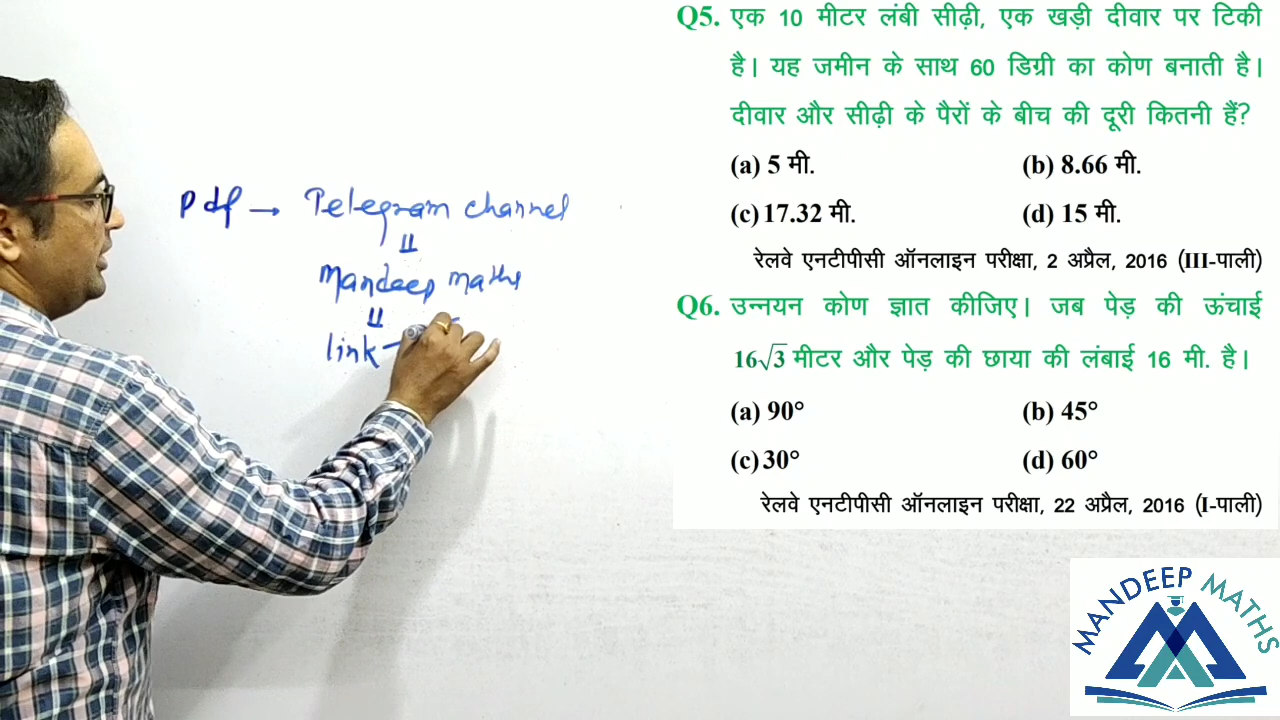 pdf → Telegram channel
Mandeep maths
link →
Q5. एक 10 मीटर लंबी सीढ़ी, एक खड़ी दीवार पर टिकी
है। यह जमीन के साथ 60 डिग्री का कोण बनाती है।
दीवार और सीढ़ी के पैरों के बीच की दूरी कितनी हैं?
(a) 5 मी. (b) 8.66 मी.
(c) 17.32 मी. (d) 15 मी.
रेलवे एनटीपीसी ऑनलाइन परीक्षा, 2 अप्रैल, 2016 (III-पाली)
Q6. उन्नयन कोण ज्ञात कीजिए। जब पेड़ की ऊंचाई
16√3 मीटर और पेड़ की छाया की लंबाई 16 मी. है।
(a) 90° (b) 45°
(c) 30° (d) 60°
रेलवे एनटीपीसी ऑनलाइन परीक्षा, 22 अप्रैल, 2016 (I-पाली)
MANDEEP MATHS